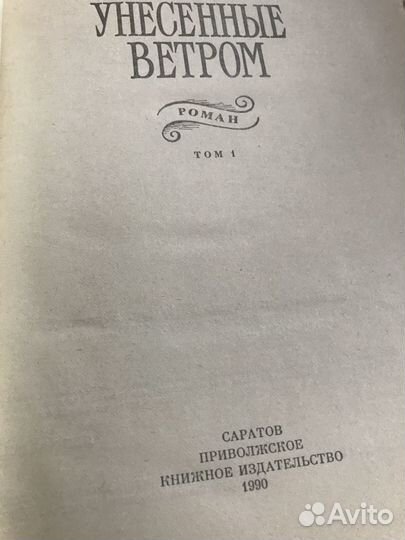 УНЕСЕННЫЕ
ВЕТРОМ
РОМАН
ТОМ 1
САРАТОВ
ПРИВОЛЖСКОЕ
КНИЖНОЕ ИЗДАТЕЛЬСТВО
1990
Avito